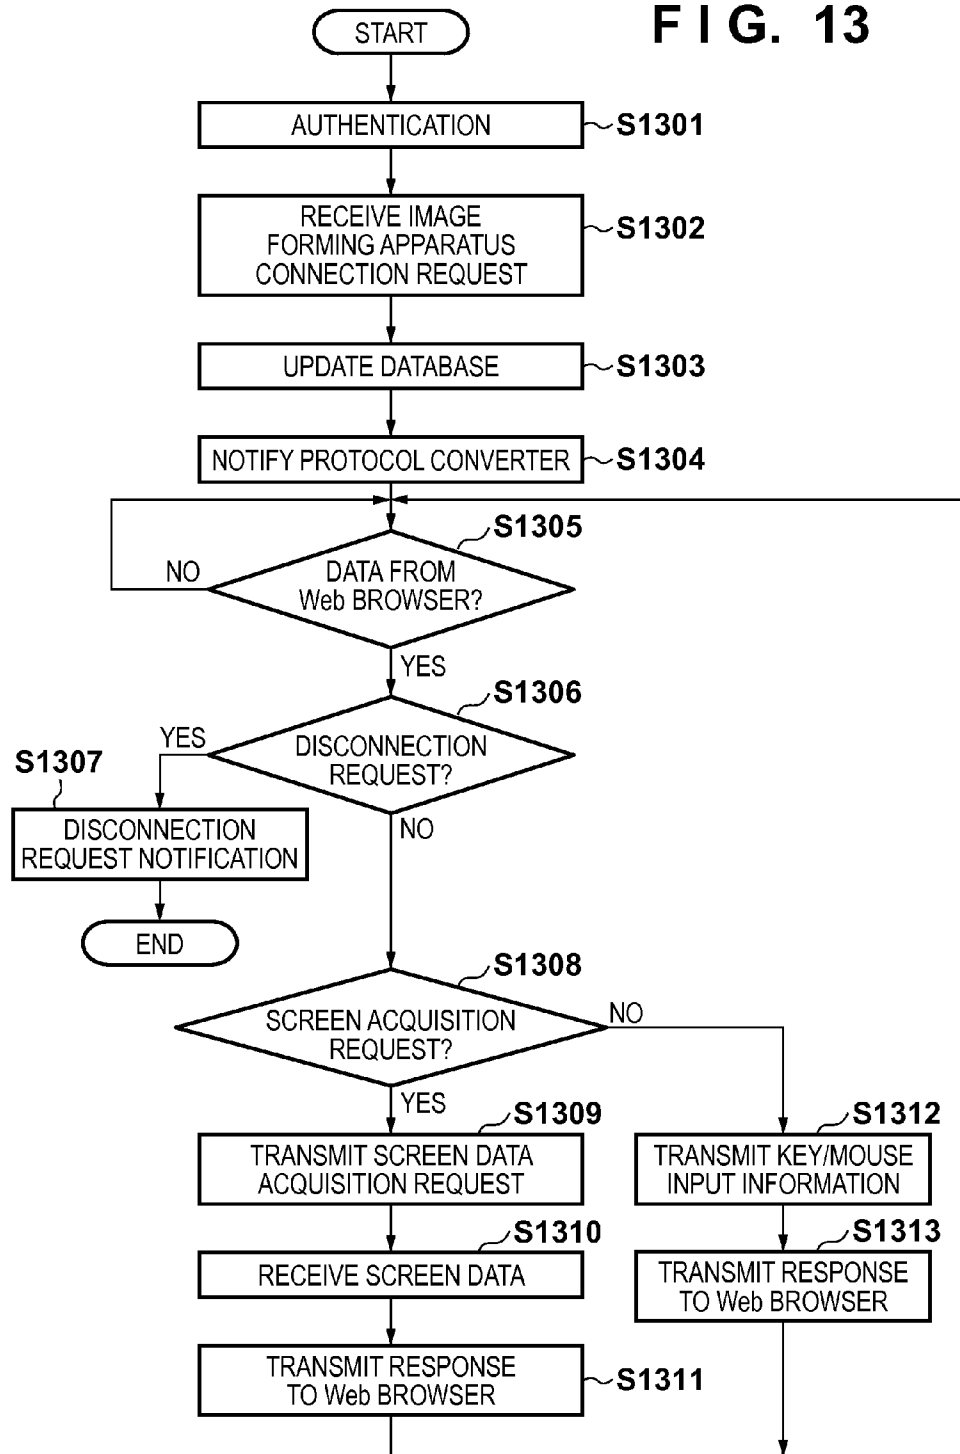 FIG. 13
START
AUTHENTICATION
S1301
RECEIVE IMAGE
FORMING APPARATUS
CONNECTION REQUEST
S1302
UPDATE DATABASE
S1303
NOTIFY PROTOCOL CONVERTER
S1304
S1305
DATA FROM
Web BROWSER?
NO
YES
S1306
DISCONNECTION
REQUEST?
YES
NO
S1307
DISCONNECTION
REQUEST NOTIFICATION
END
S1308
SCREEN ACQUISITION
REQUEST?
NO
YES
S1309
TRANSMIT SCREEN DATA
ACQUISITION REQUEST
S1310
RECEIVE SCREEN DATA
TRANSMIT RESPONSE
TO Web BROWSER
S1311
S1312
TRANSMIT KEY/MOUSE
INPUT INFORMATION
S1313
TRANSMIT RESPONSE
TO Web BROWSER